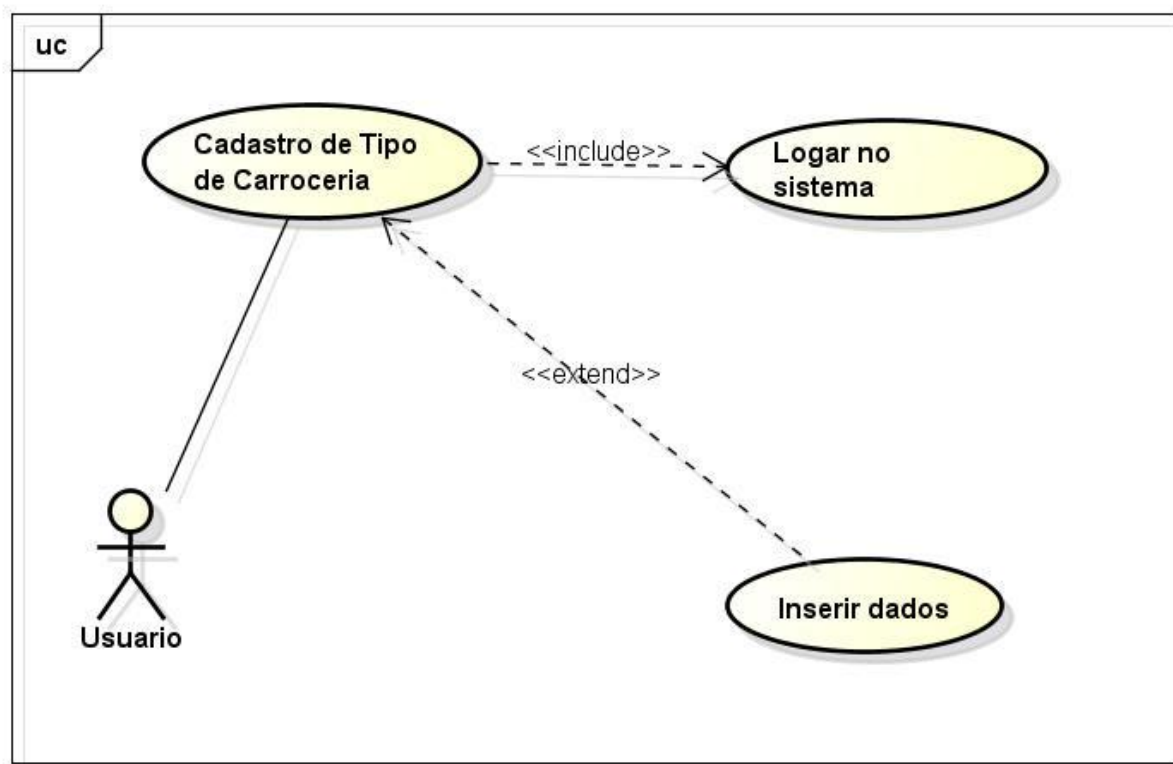 uc
Cadastro de Tipo
de Carroceria
<<include>>
Logar no
sistema
<<extend>>
Inserir dados
Usuario